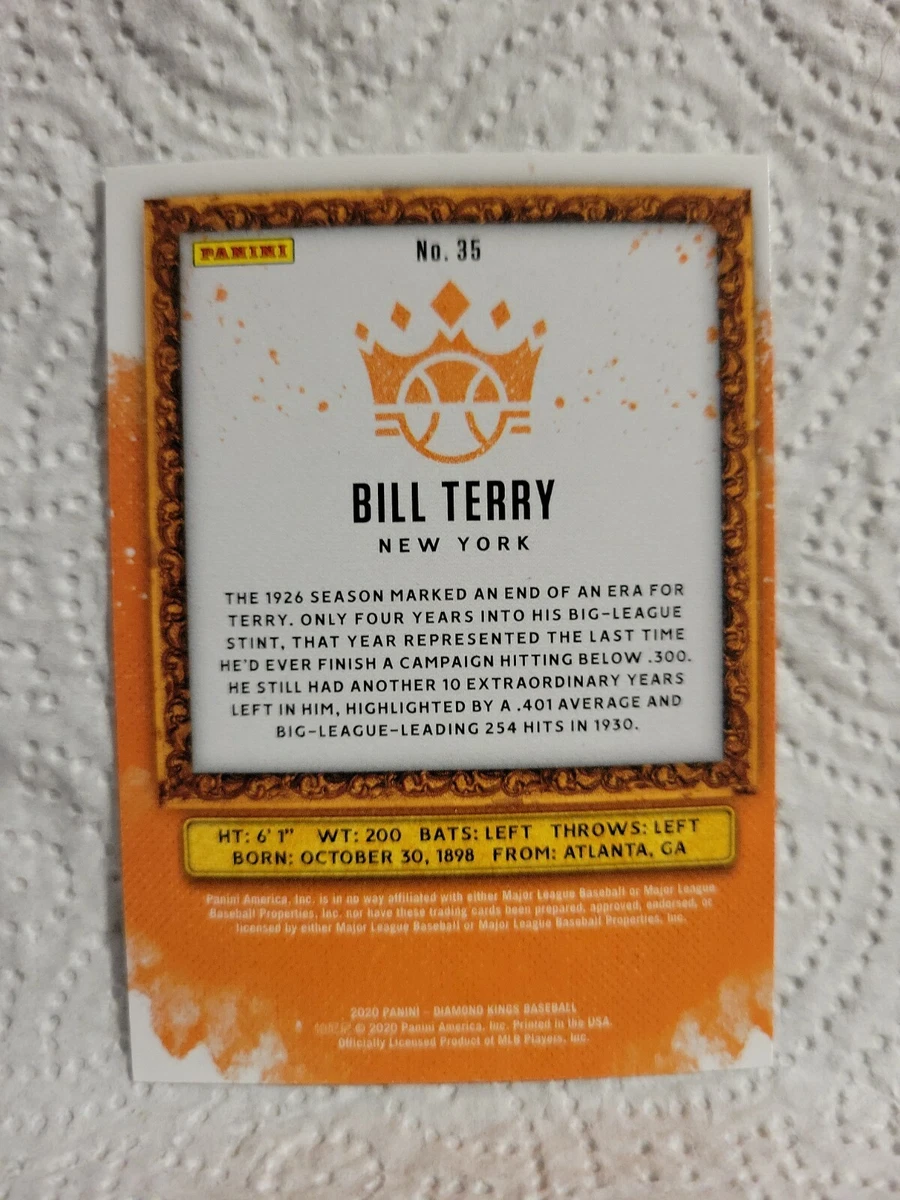 PANINI
No. 35
BILL TERRY
NEW YORK
THE 1926 SEASON MARKED AN END OF AN ERA FOR
TERRY. ONLY FOUR YEARS INTO HIS BIG-LEAGUE
STINT, THAT YEAR REPRESENTED THE LAST TIME
HE'D EVER FINISH A CAMPAIGN HITTING BELOW .300.
HE STILL HAD ANOTHER 10 EXTRAORDINARY YEARS
LEFT IN HIM, HIGHLIGHTED BY A .401 AVERAGE AND
BIG-LEAGUE-LEADING 254 HITS IN 1930.
HT: 6' 1" WT: 200 BATS: LEFT THROWS: LEFT
BORN: OCTOBER 30, 1898 FROM: ATLANTA, GA
Panini America, Inc. is in no way affiliated with either Major League Baseball or Major League
Baseball Properties, Inc. nor have these trading cards been prepared, approved, endorsed, or
licensed by either Major League Baseball or Major League Baseball Properties, Inc.
2020 PANINI - DIAMOND KINGS BASEBALL
© 2020 Panini America, Inc. Printed in the USA.
Officially Licensed Product of MLB Players, Inc.